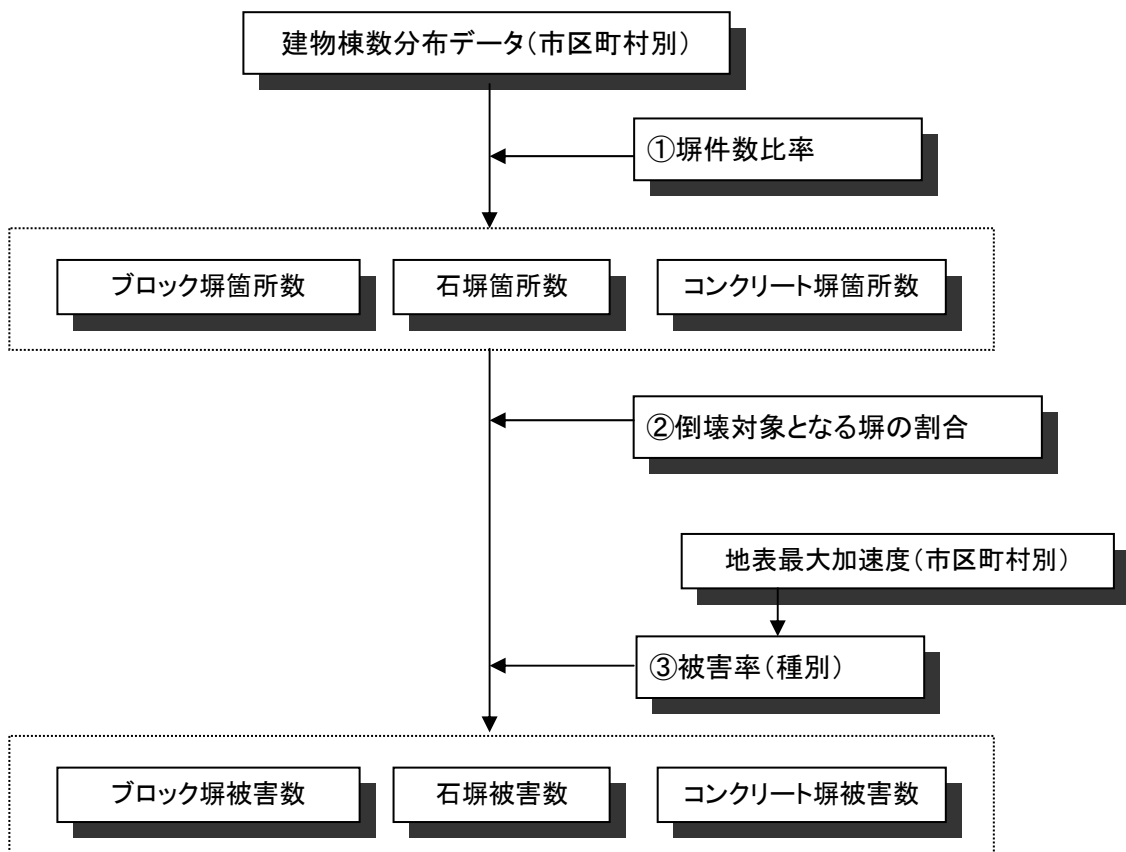 建物棟数分布データ（市区町村別）
①塀件数比率
ブロック塀箇所数
石塀箇所数
コンクリート塀箇所数
②倒壊対象となる塀の割合
地表最大加速度（市区町村別）
③被害率（種別）
ブロック塀被害数
石塀被害数
コンクリート塀被害数